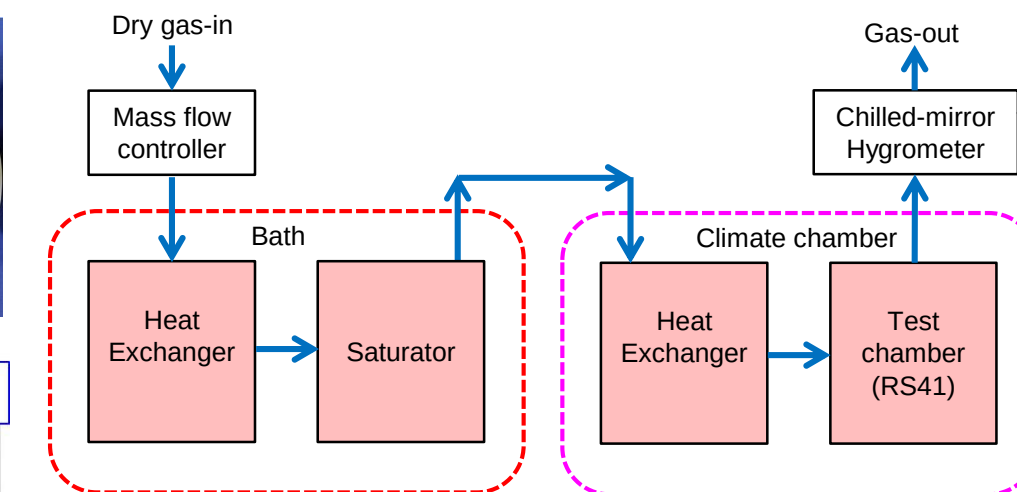 Dry gas-in
Mass flow
controller
Bath
Heat
Exchanger
Saturator
Gas-out
Chilled-mirror
Hygrometer
Climate chamber
Heat
Exchanger
Test
chamber
(RS41)